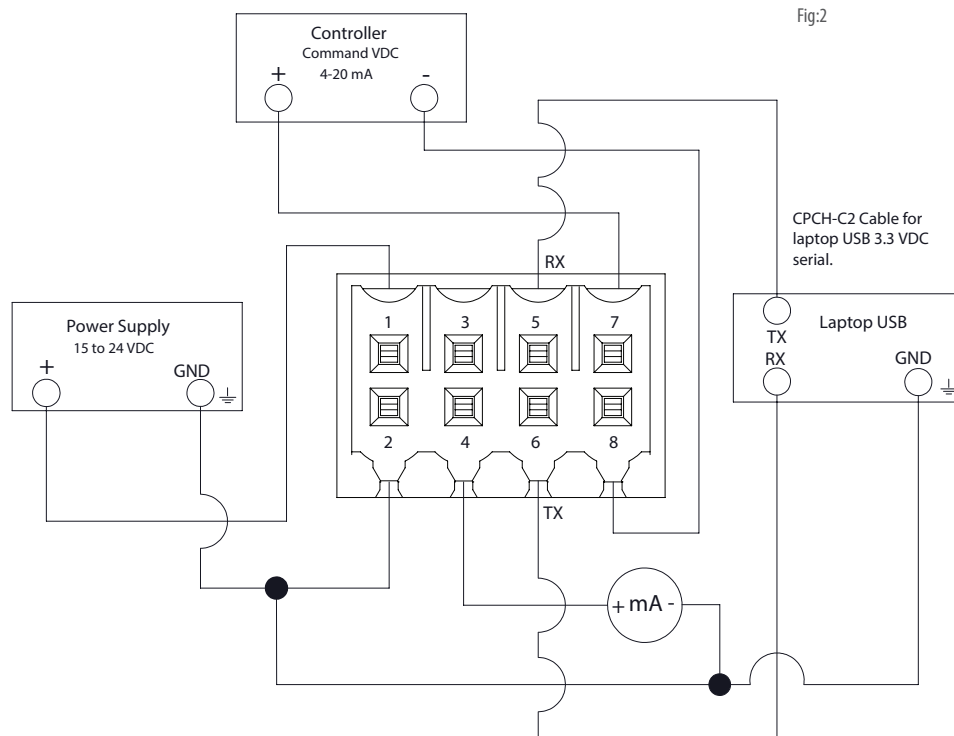 Fig:2
Controller
Command VDC
4-20 mA
+ -
CPCH-C2 Cable for
laptop USB 3.3 VDC
serial.
RX
Power Supply
15 to 24 VDC
+
GND
1 3 5 7
2 4 6 8
TX
Laptop USB
TX
RX
GND
+ mA -